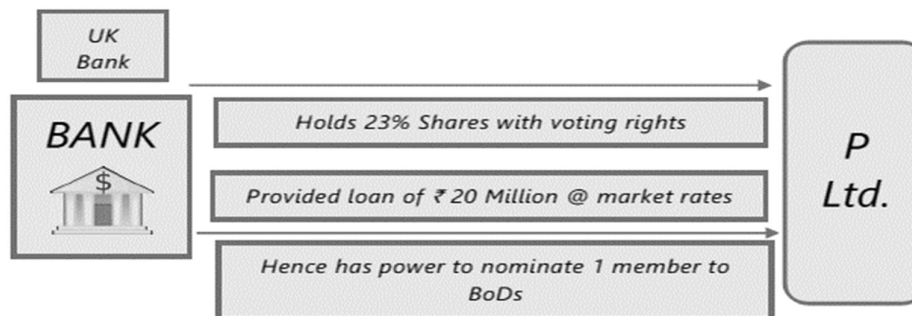 UK
Bank
BANK
$
Holds 23% Shares with voting rights
Provided loan of ₹ 20 Million @ market rates
Hence has power to nominate 1 member to
BoDs
P
Ltd.